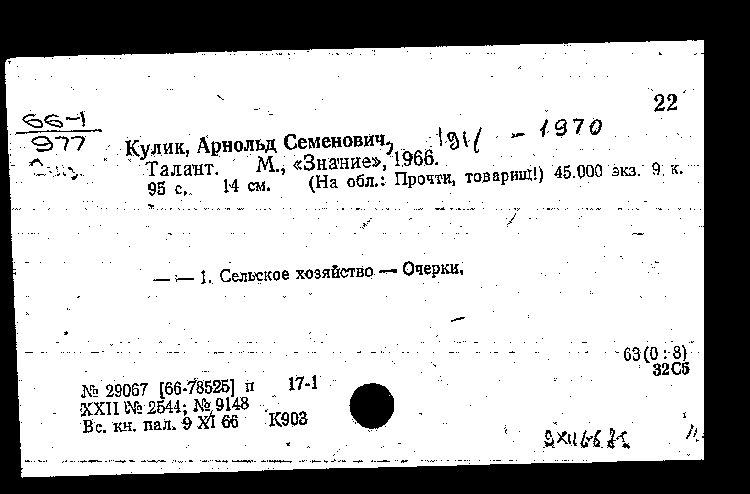 22
66-1
977
Кулик, Арнольд Семенович, 1911 - 1970
Талант. М., «Знание», 1966.
95 с. 14 см. (На обл.: Прочти, товарищ!) 45.000 экз. 9 к.
— — 1. Сельское хозяйство — Очерки.
63(0:8)
32С5
№ 29067 [66-78525] п 17-1
XXII № 2544; № 9148
Вс. кн. пал. 9 XI 66 К903